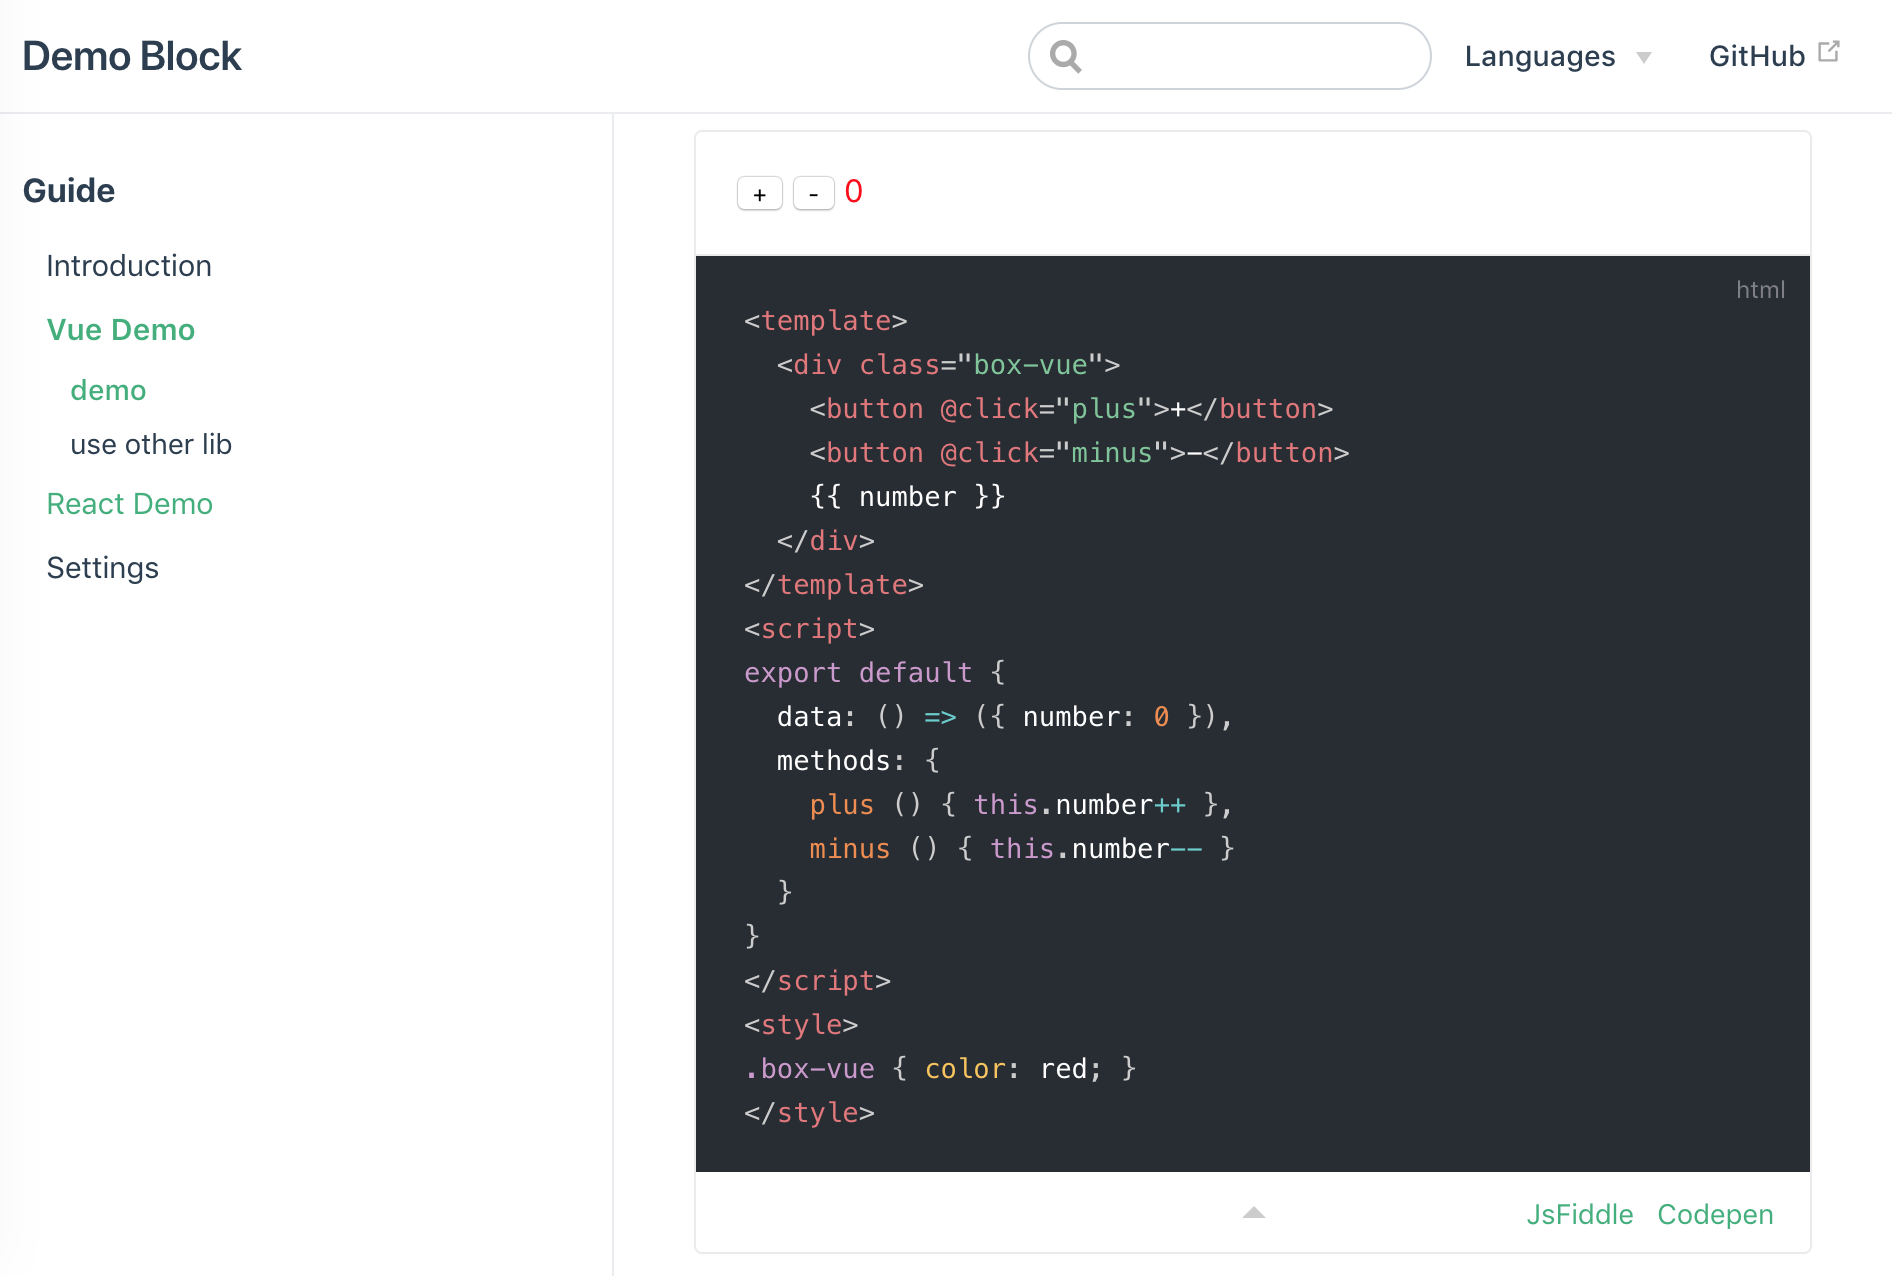 Demo Block
Languages
GitHub
Guide
Introduction
Vue Demo
demo
use other lib
React Demo
Settings
+ - 0
html
<template>
  <div class="box-vue">
    <button @click="plus">+</button>
    <button @click="minus">-</button>
    {{ number }}
  </div>
</template>
<script>
export default {
  data: () => ({ number: 0 }),
  methods: {
    plus () { this.number++ },
    minus () { this.number-- }
  }
}
</script>
<style>
.box-vue { color: red; }
</style>
JsFiddle Codepen